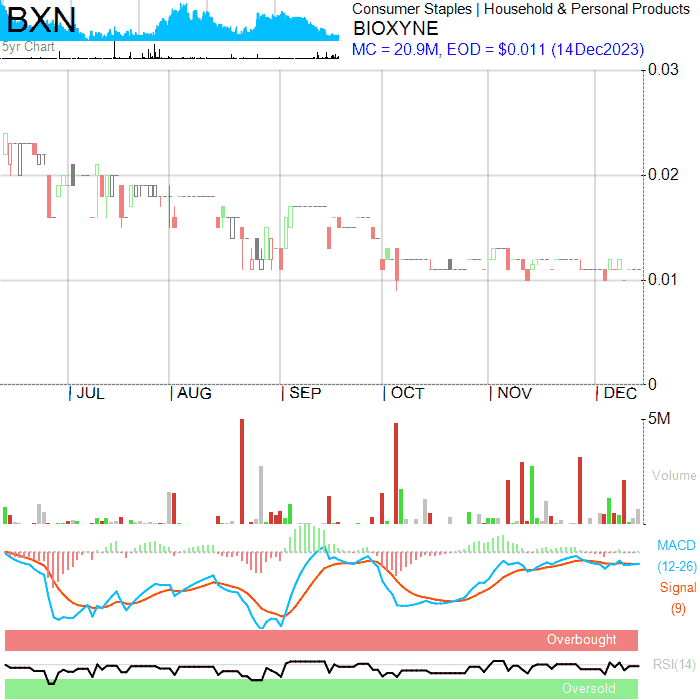 BXN
5yr Chart
Consumer Staples | Household & Personal Products
BIOXYNE
MC = 20.9M, EOD = $0.011 (14Dec2023)
0.03
0.02
0.01
0
| JUL | AUG | SEP | OCT | NOV | DEC
5M
Volume
MACD
(12-26)
Signal
(9)
Overbought
RSI(14)
Oversold